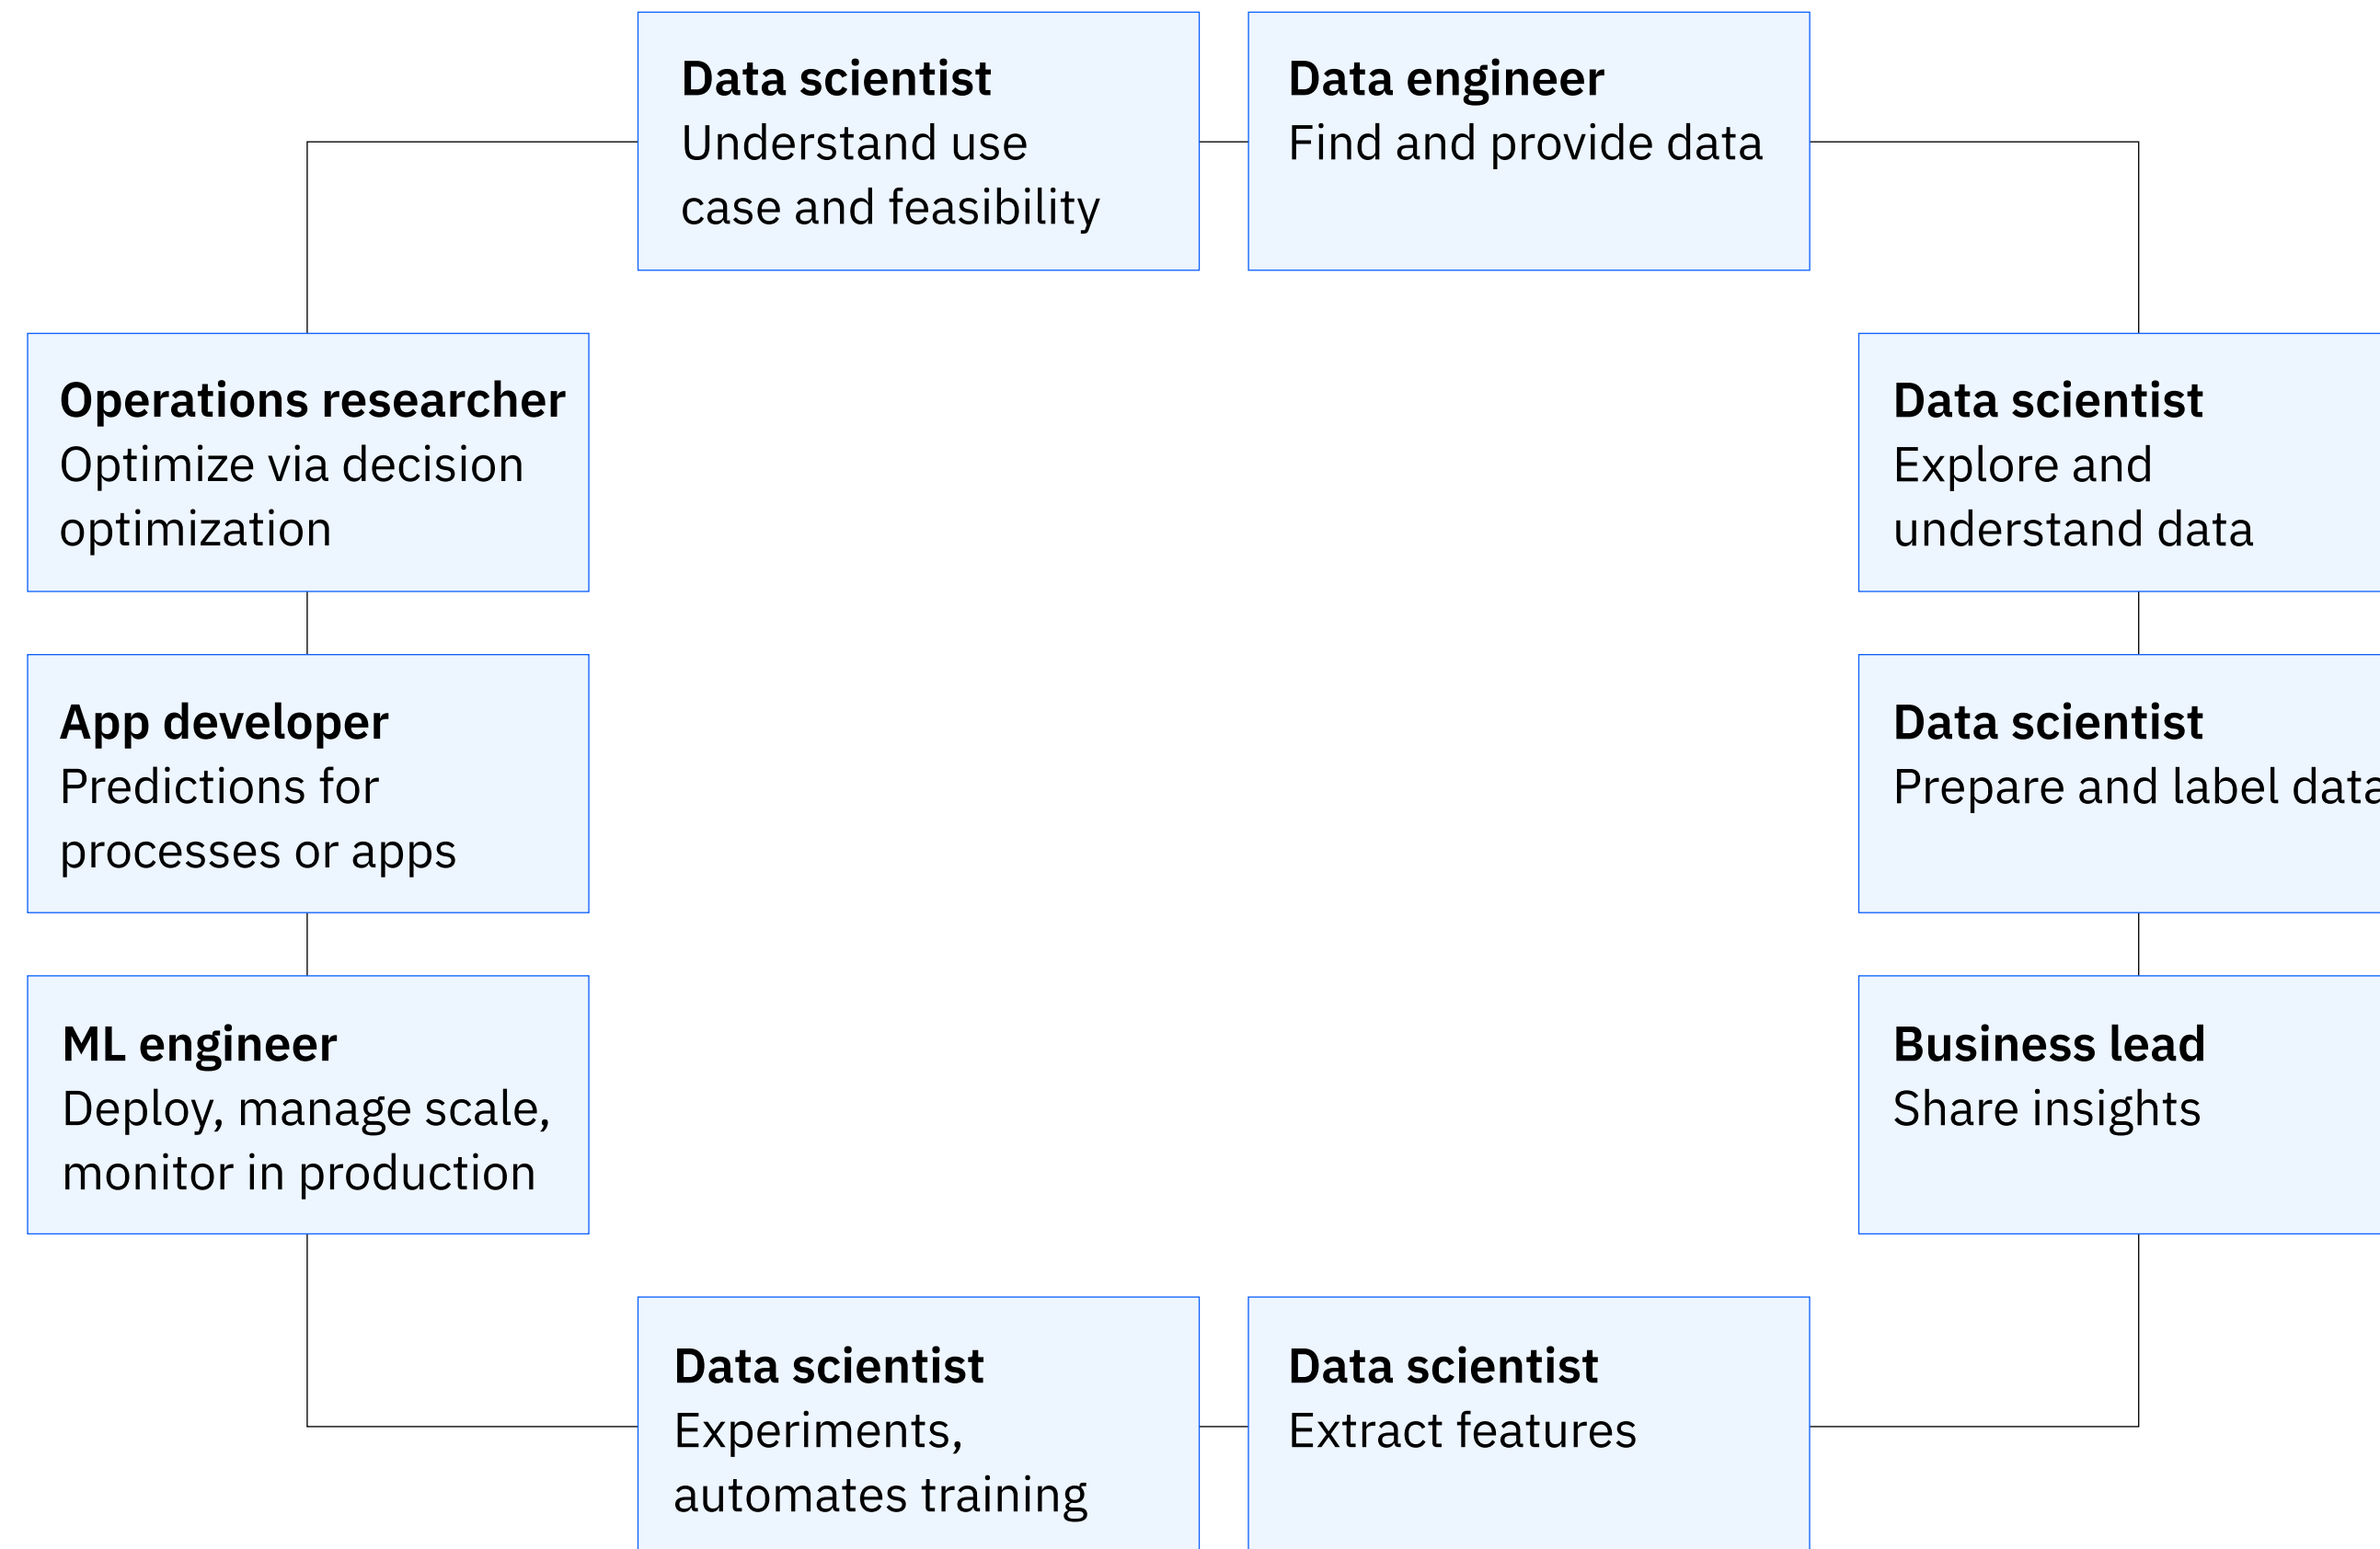 Data scientist
Understand use
case and feasibility
Data engineer
Find and provide data
Operations researcher
Optimize via decision
optimization
Data scientist
Explore and
understand data
App developer
Predictions for
processes or apps
Data scientist
Prepare and label data
ML engineer
Deploy, manage scale,
monitor in production
Business lead
Share insights
Data scientist
Experiments,
automates training
Data scientist
Extract features